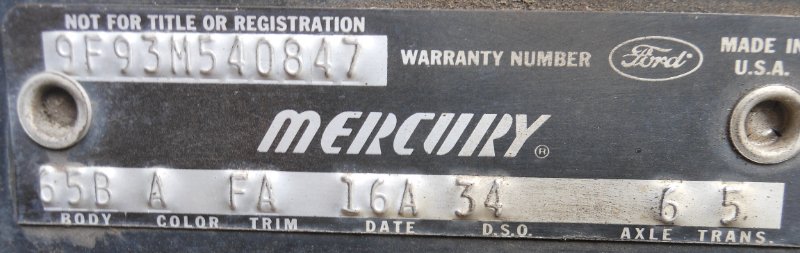 NOT FOR TITLE OR REGISTRATION
9F93M540847 WARRANTY NUMBER Ford ® MADE IN U.S.A.
MERCURY ®
65B A FA 16A 34 6 5
BODY COLOR TRIM DATE D.S.O. AXLE TRANS.